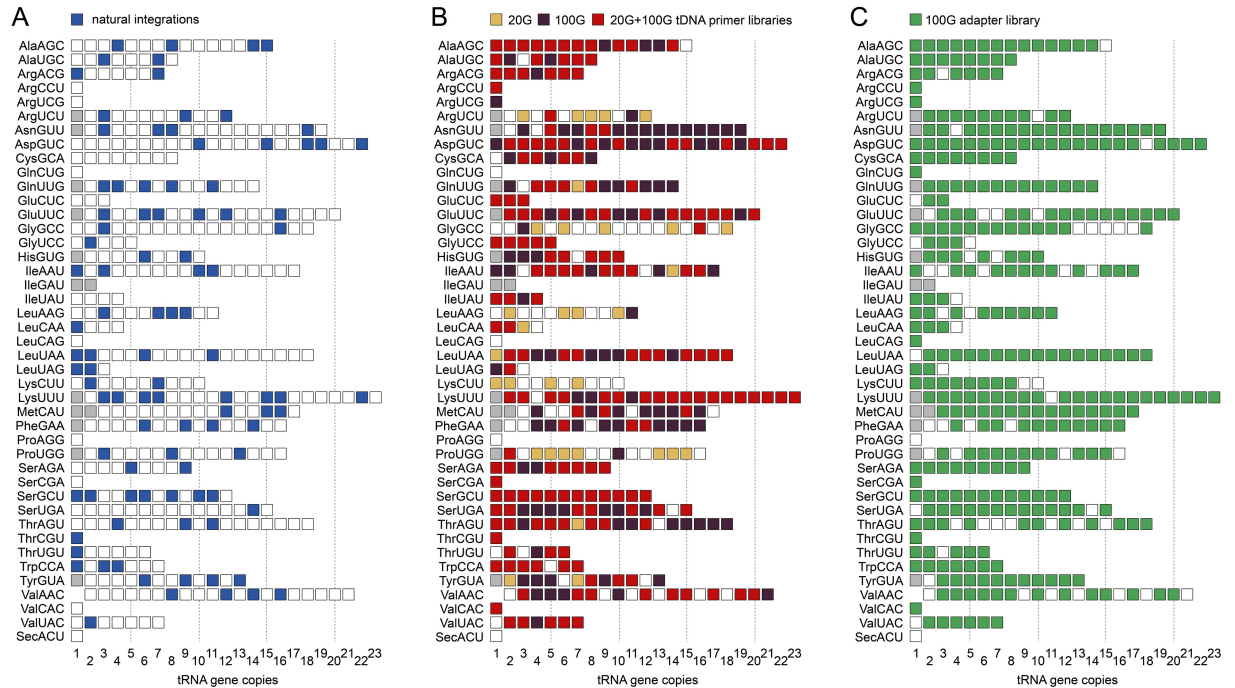 A
natural integrations
AlaAGC
AlaUGC
ArgACG
ArgCCU
ArgUCG
ArgUCU
AsnGUU
AspGUC
CysGCA
GlnCUG
GlnUUG
GluCUC
GluUUC
GlyGCC
GlyUCC
HisGUG
IleAAU
IleGAU
IleUAU
LeuAAG
LeuCAA
LeuCAG
LeuUAA
LeuUAG
LysCUU
LysUUU
MetCAU
PheGAA
ProAGG
ProUGG
SerAGA
SerCGA
SerGCU
SerUGA
ThrAGU
ThrCGU
ThrUGU
TrpCCA
TyrGUA
ValAAC
ValCAC
ValUAC
SecACU
1 2 3 4 5 6 7 8 9 10 11 12 13 14 15 16 17 18 19 20 21 22 23
tRNA gene copies
B
20G 100G 20G+100G tDNA primer libraries
AlaAGC
AlaUGC
ArgACG
ArgCCU
ArgUCG
ArgUCU
AsnGUU
AspGUC
CysGCA
GlnCUG
GlnUUG
GluCUC
GluUUC
GlyGCC
GlyUCC
HisGUG
IleAAU
IleGAU
IleUAU
LeuAAG
LeuCAA
LeuCAG
LeuUAA
LeuUAG
LysCUU
LysUUU
MetCAU
PheGAA
ProAGG
ProUGG
SerAGA
SerCGA
SerGCU
SerUGA
ThrAGU
ThrCGU
ThrUGU
TrpCCA
TyrGUA
ValAAC
ValCAC
ValUAC
SecACU
1 2 3 4 5 6 7 8 9 10 11 12 13 14 15 16 17 18 19 20 21 22 23
tRNA gene copies
C
100G adapter library
AlaAGC
AlaUGC
ArgACG
ArgCCU
ArgUCG
ArgUCU
AsnGUU
AspGUC
CysGCA
GlnCUG
GlnUUG
GluCUC
GluUUC
GlyGCC
GlyUCC
HisGUG
IleAAU
IleGAU
IleUAU
LeuAAG
LeuCAA
LeuCAG
LeuUAA
LeuUAG
LysCUU
LysUUU
MetCAU
PheGAA
ProAGG
ProUGG
SerAGA
SerCGA
SerGCU
SerUGA
ThrAGU
ThrCGU
ThrUGU
TrpCCA
TyrGUA
ValAAC
ValCAC
ValUAC
SecACU
1 2 3 4 5 6 7 8 9 10 11 12 13 14 15 16 17 18 19 20 21 22 23
tRNA gene copies